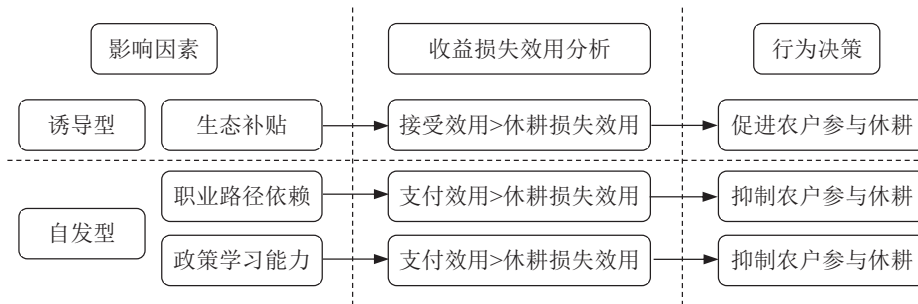 影响因素 收益损失效用分析 行为决策
诱导型 生态补贴 接受效用>休耕损失效用 促进农户参与休耕
职业路径依赖 支付效用>休耕损失效用 抑制农户参与休耕
自发型
政策学习能力 支付效用>休耕损失效用 抑制农户参与休耕